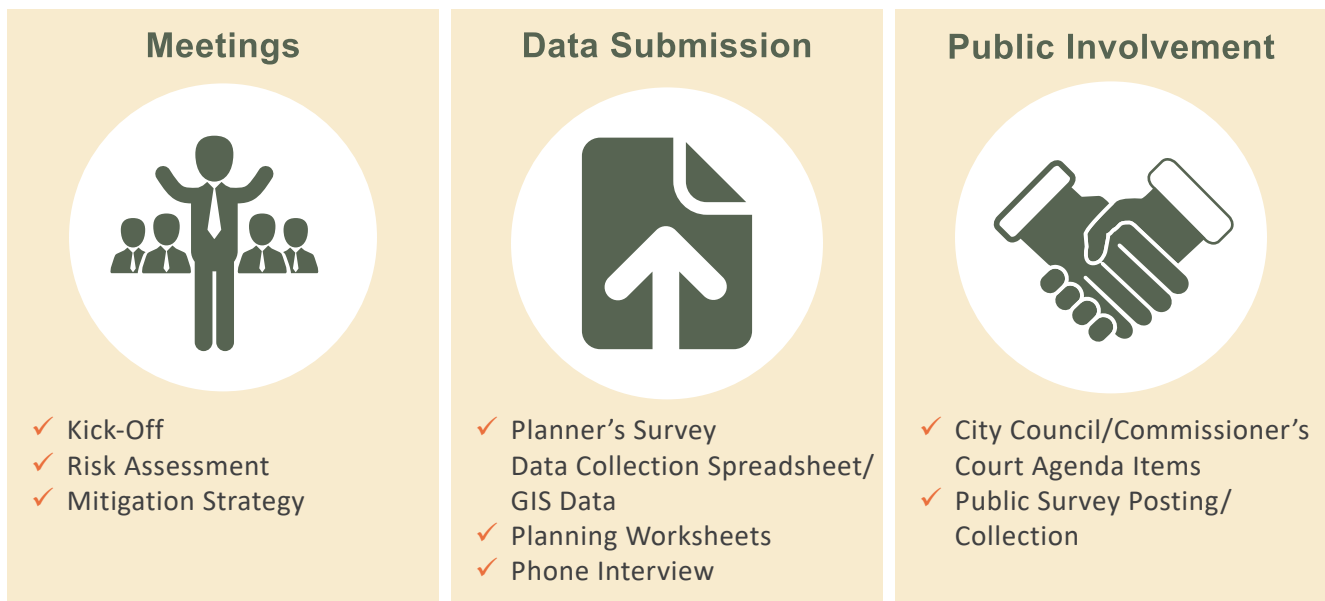 Meetings
✓ Kick-Off
✓ Risk Assessment
✓ Mitigation Strategy
Data Submission
✓ Planner’s Survey
Data Collection Spreadsheet/
GIS Data
✓ Planning Worksheets
✓ Phone Interview
Public Involvement
✓ City Council/Commissioner’s
Court Agenda Items
✓ Public Survey Posting/
Collection